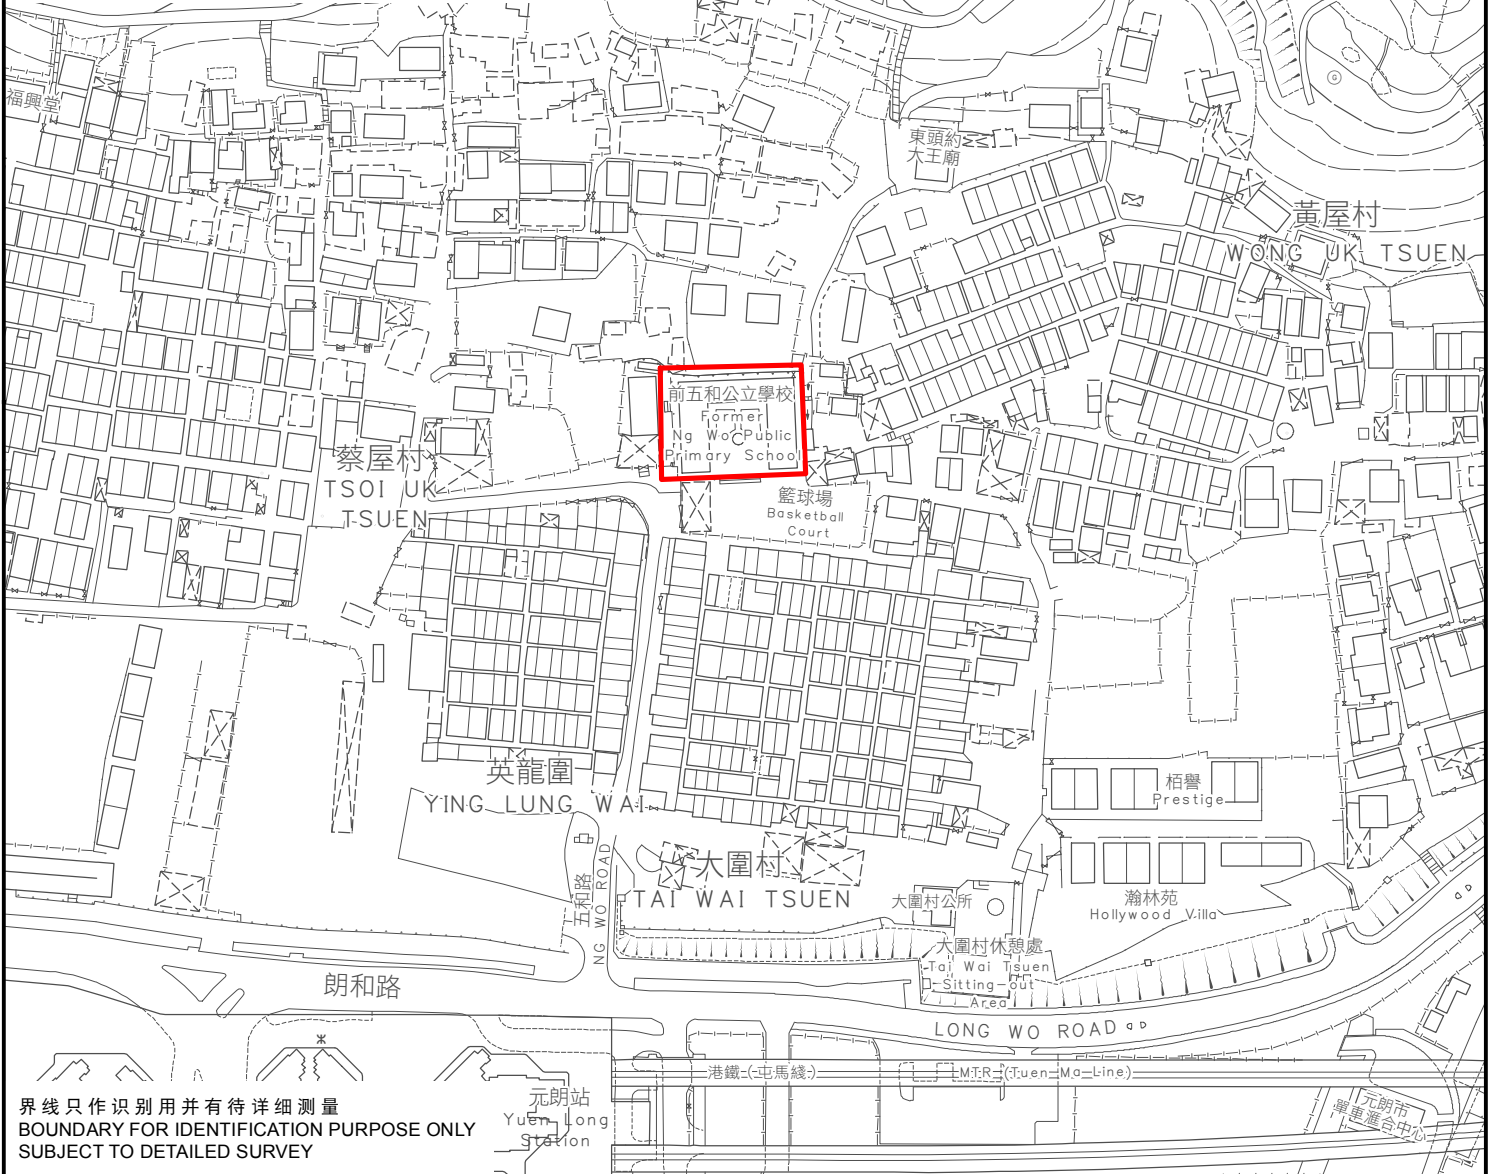 福興堂
東頭約
大王廟
黃屋村
WONG UK TSUEN
前五和公立學校
Former
Ng Wo Public
Primary School
C
G
蔡屋村
TSOI UK
TSUEN
籃球場
Basketball
Court
英龍圍
YING LUNG WAI
栢譽
Prestige
大圍村
TAI WAI TSUEN
五和路
NG WO ROAD
大圍村公所
瀚林苑
Hollywood Villa
大圍村休憩處
Tai Wai Tsuen
Sitting-out
Area
朗和路
LONG WO ROAD
港鐵(屯馬綫)
MTR (Tuen Ma Line)
元朗站
Yuen Long
Station
元朗市
單車滙合中心
界线只作识别用并有待详细测量
BOUNDARY FOR IDENTIFICATION PURPOSE ONLY
SUBJECT TO DETAILED SURVEY